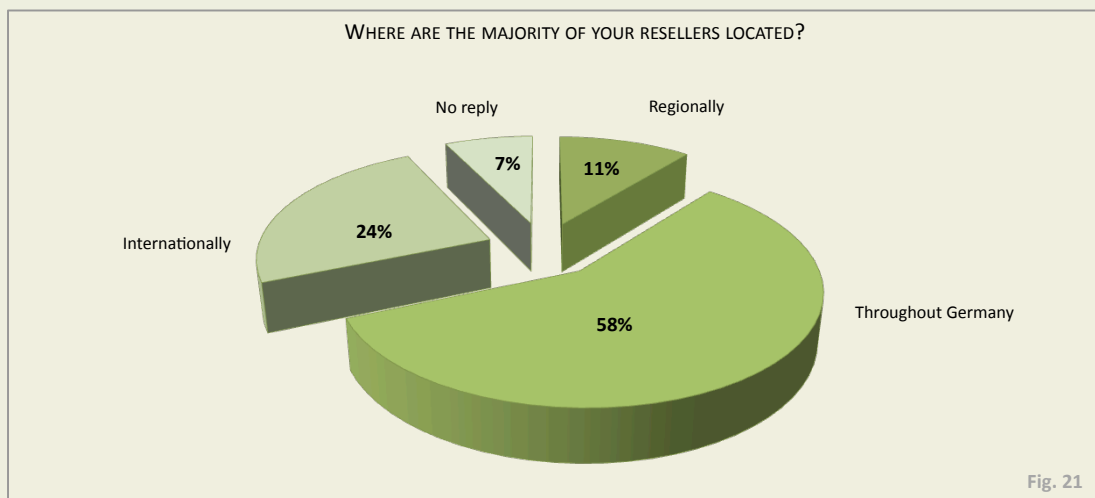 WHERE ARE THE MAJORITY OF YOUR RESELLERS LOCATED?
No reply
Regionally
7%
11%
Internationally
24%
Throughout Germany
58%
Fig. 21